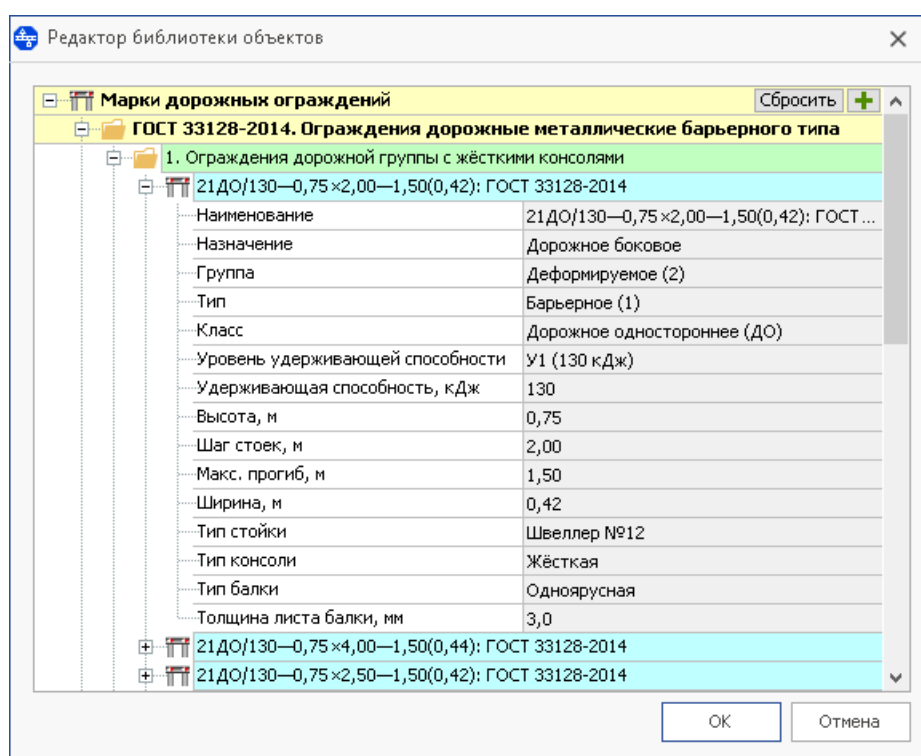 Редактор библиотеки объектов
Марки дорожных ограждений Сбросить
ГОСТ 33128-2014. Ограждения дорожные металлические барьерного типа
1. Ограждения дорожной группы с жёсткими консолями
21ДО/130—0,75×2,00—1,50(0,42): ГОСТ 33128-2014
Наименование 21ДО/130—0,75×2,00—1,50(0,42): ГОСТ ...
Назначение Дорожное боковое
Группа Деформируемое (2)
Тип Барьерное (1)
Класс Дорожное одностороннее (ДО)
Уровень удерживающей способности У1 (130 кДж)
Удерживающая способность, кДж 130
Высота, м 0,75
Шаг стоек, м 2,00
Макс. прогиб, м 1,50
Ширина, м 0,42
Тип стойки Швеллер №12
Тип консоли Жёсткая
Тип балки Одноярусная
Толщина листа балки, мм 3,0
21ДО/130—0,75×4,00—1,50(0,44): ГОСТ 33128-2014
21ДО/130—0,75×2,50—1,50(0,42): ГОСТ 33128-2014
ОК Отмена